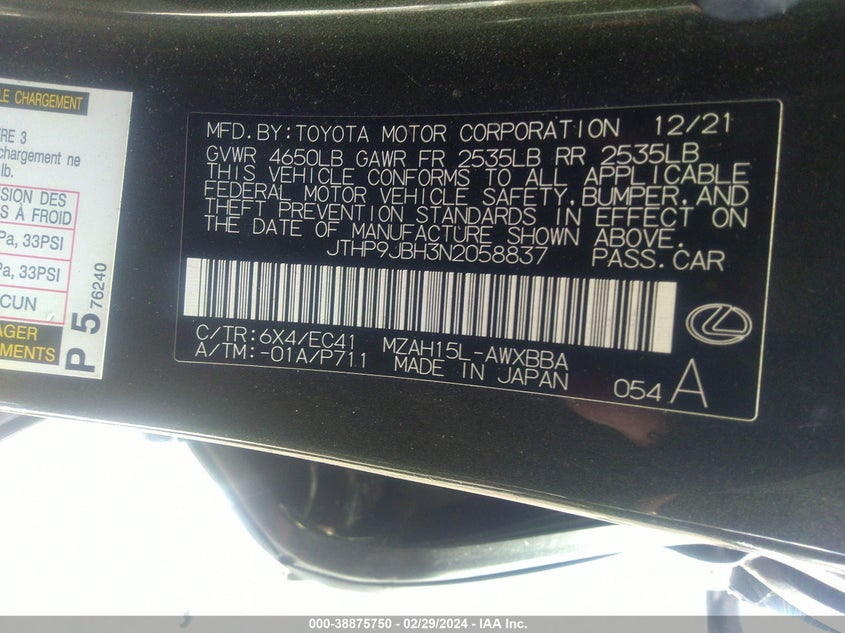 LE CHARGEMENT
RE 3
chargement ne
lb.
SION DES
S À FROID
Pa, 33PSI
Pa, 33PSI
CUN
AGER
EMENTS
P 5 76240
MFD. BY: TOYOTA MOTOR CORPORATION 12/21
GVWR 4650LB GAWR FR 2535LB RR 2535LB
THIS VEHICLE CONFORMS TO ALL APPLICABLE
FEDERAL MOTOR VEHICLE SAFETY, BUMPER, AND
THEFT PREVENTION STANDARDS IN EFFECT ON
THE DATE OF MANUFACTURE SHOWN ABOVE.
JTHP9JBH3N2058837 PASS. CAR
C/TR: 6X4/EC41 MZAH15L-AWXBBA
A/TM: -01A/P711 MADE IN JAPAN
054 A
000-38875750 - 02/29/2024 - IAA Inc.